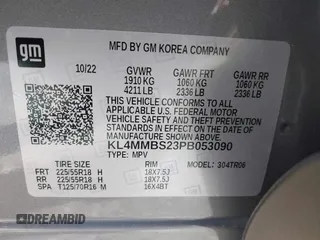 gm
MFD BY GM KOREA COMPANY
10/22 GVWR GAWR FRT GAWR RR
1910 KG 1060 KG 1060 KG
4211 LB 2336 LB 2336 LB
THIS VEHICLE CONFORMS TO ALL
APPLICABLE U.S. FEDERAL MOTOR
VEHICLE SAFETY AND THEFT PREVENTION
STANDARDS IN EFFECT ON THE DATE OF
MANUFACTURE SHOWN ABOVE.
KL4MMBS23PB053090
TYPE: MPV MODEL: 304TR06
TIRE SIZE RIM
FRT 225/55R18 H 18X7.5J
RR 225/55R18 H 18X7.5J
SPA T125/70R16 M 16X4BT
DREAMBID